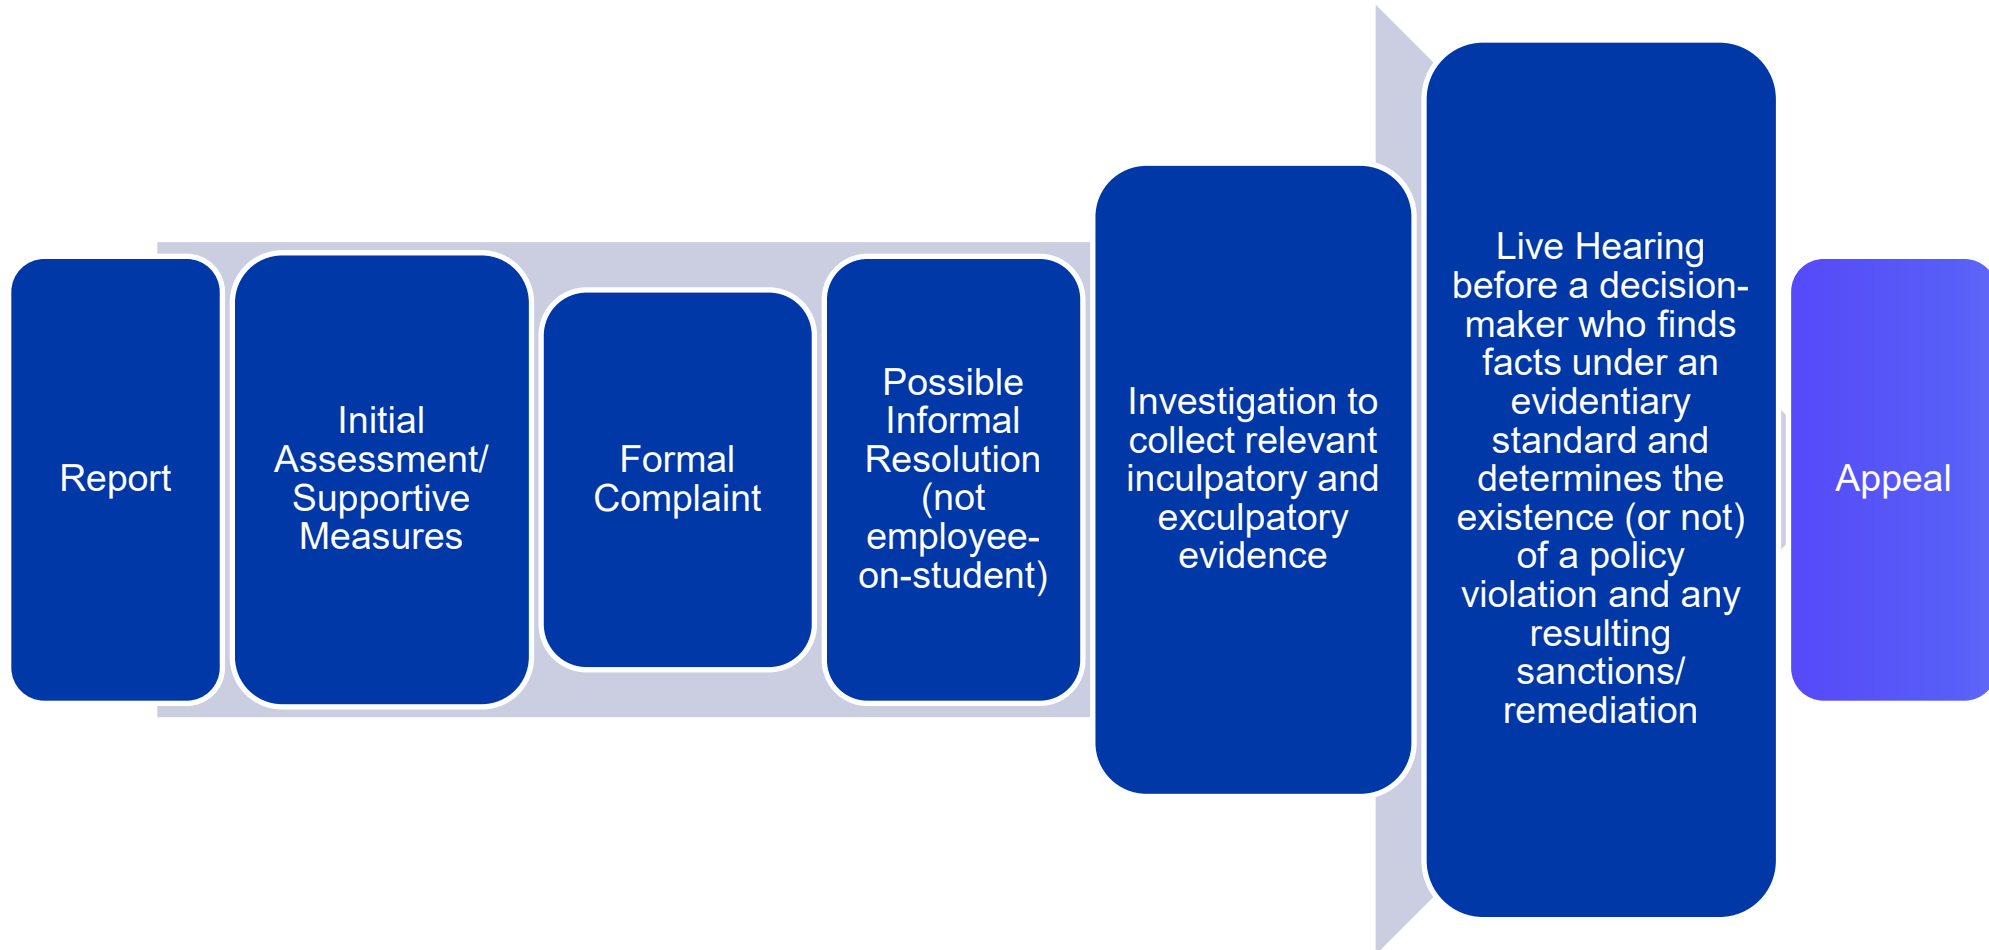 Report
Initial
Assessment/
Supportive
Measures
Formal
Complaint
Possible
Informal
Resolution
(not
employee-
on-student)
Investigation to
collect relevant
inculpatory and
exculpatory
evidence
Live Hearing
before a decision-
maker who finds
facts under an
evidentiary
standard and
determines the
existence (or not)
of a policy
violation and any
resulting
sanctions/
remediation
Appeal